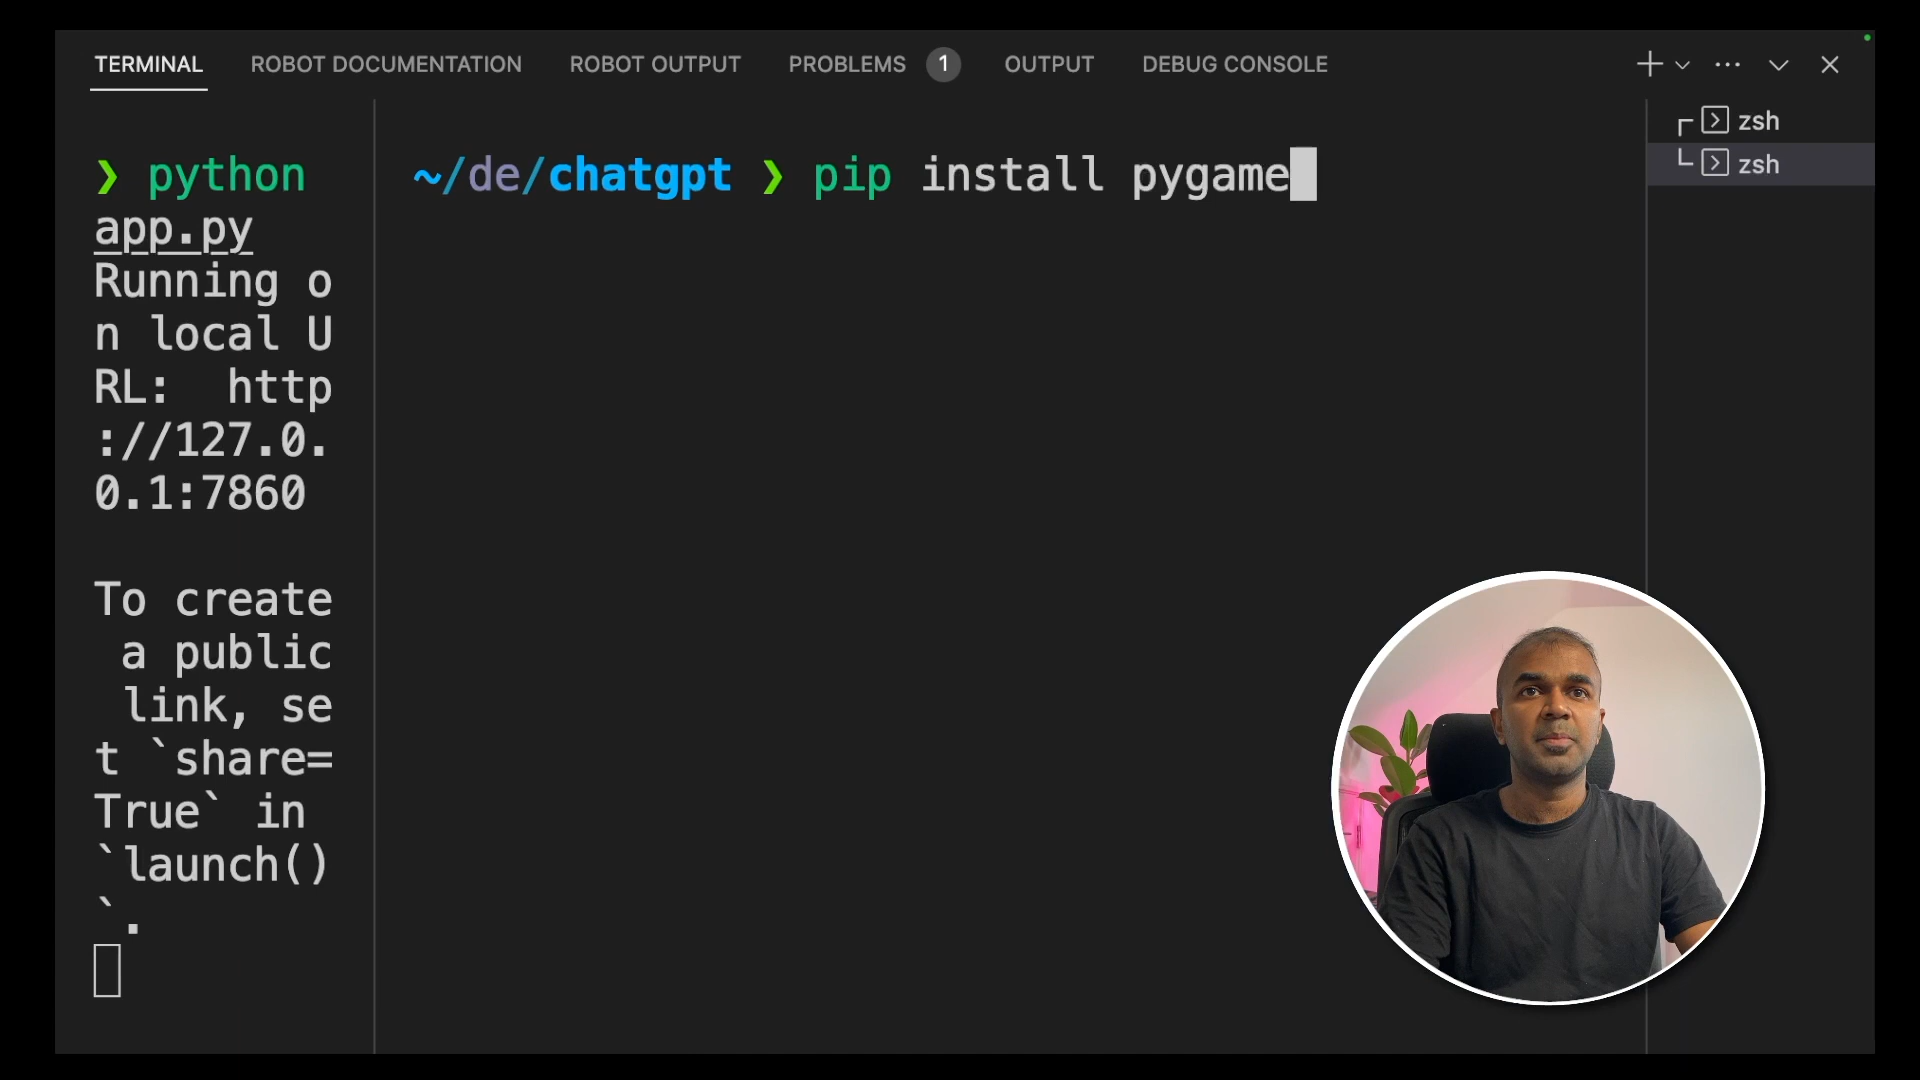 TERMINAL ROBOT DOCUMENTATION ROBOT OUTPUT PROBLEMS 1 OUTPUT DEBUG CONSOLE
❯ python
app.py
Running o
n local U
RL:  http
://127.0.
0.1:7860
To create
 a public
 link, se
t `share=
True` in
`launch()
`.
~/de/chatgpt ❯ pip install pygame
zsh
zsh